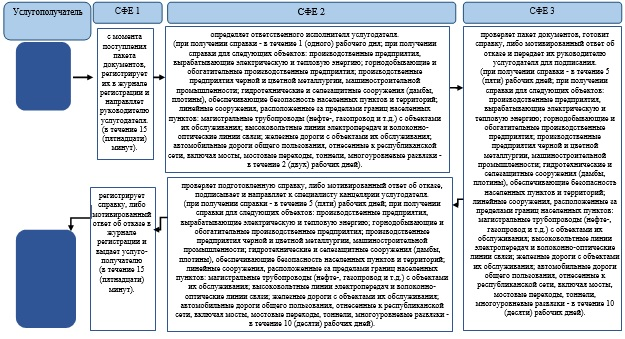 Услугополучатель
СФЕ 1
СФЕ 2
СФЕ 3
с момента
поступления
пакета
документов,
регистрирует
их в журнале
регистрации и
направляет
руководителю
услугодателя.
(в течение 15
(пятнадцати)
минут).
определяет ответственного исполнителя услугодателя.
(при получении справки - в течение 1 (одного) рабочего дня; при получении
справки для следующих объектов: производственные предприятия,
вырабатывающие электрическую и тепловую энергию; горнодобывающие и
обогатительные производственные предприятия; производственные
предприятия черной и цветной металлургии, машиностроительной
промышленности; гидротехнические и селезащитные сооружения (дамбы,
плотины), обеспечивающие безопасность населенных пунктов и территорий;
линейные сооружения, расположенные за пределами границ населенных
пунктов: магистральные трубопроводы (нефте-, газопровод и т.д.) с объектами
их обслуживания; высоковольтные линии электропередач и волоконно-
оптические линии связи; железные дороги с объектами их обслуживания;
автомобильные дороги общего пользования, отнесенные к республиканской
сети, включая мосты, мостовые переходы, тоннели, многоуровневые развязки -
в течение 2 (двух) рабочих дней).
проверяет пакет документов, готовит
справку, либо мотивированный ответ об
отказе и передает их руководителю
услугодателя для подписания.
(при получении справки - в течение 5
(пяти) рабочих дней; при получении
справки для следующих объектов:
производственные предприятия,
вырабатывающие электрическую и
тепловую энергию; горнодобывающие и
обогатительные производственные
предприятия; производственные
предприятия черной и цветной
металлургии, машиностроительной
промышленности; гидротехнические и
селезащитные сооружения (дамбы,
плотины), обеспечивающие безопасность
населенных пунктов и территорий;
линейные сооружения, расположенные за
пределами границ населенных пунктов:
магистральные трубопроводы (нефте-,
газопровод и т.д.) с объектами их
обслуживания; высоковольтные линии
электропередач и волоконно-оптические
линии связи; железные дороги с объектами
их обслуживания; автомобильные дороги
общего пользования, отнесенные к
республиканской сети, включая мосты,
мостовые переходы, тоннели,
многоуровневые развязки - в течение 10
(десяти) рабочих дней).
регистрирует
справку, либо
мотивированный
ответ об отказе в
журнале
регистрации и
выдает услуго-
получателю
(в течение 15
(пятнадцати)
минут).
проверяет подготовленную справку, либо мотивированный ответ об отказе,
подписывает и направляет к специалисту канцелярии услугодателя.
(при получении справки - в течение 5 (пяти) рабочих дней; при получении
справки для следующих объектов: производственные предприятия,
вырабатывающие электрическую и тепловую энергию; горнодобывающие и
обогатительные производственные предприятия; производственные
предприятия черной и цветной металлургии, машиностроительной
промышленности; гидротехнические и селезащитные сооружения (дамбы,
плотины), обеспечивающие безопасность населенных пунктов и территорий;
линейные сооружения, расположенные за пределами границ населенных
пунктов: магистральные трубопроводы (нефте-, газопровод и т.д.) с объектами
их обслуживания; высоковольтные линии электропередач и волоконно-
оптические линии связи; железные дороги с объектами их обслуживания;
автомобильные дороги общего пользования, отнесенные к республиканской
сети, включая мосты, мостовые переходы, тоннели, многоуровневые развязки -
в течение 10 (десяти) рабочих дней).